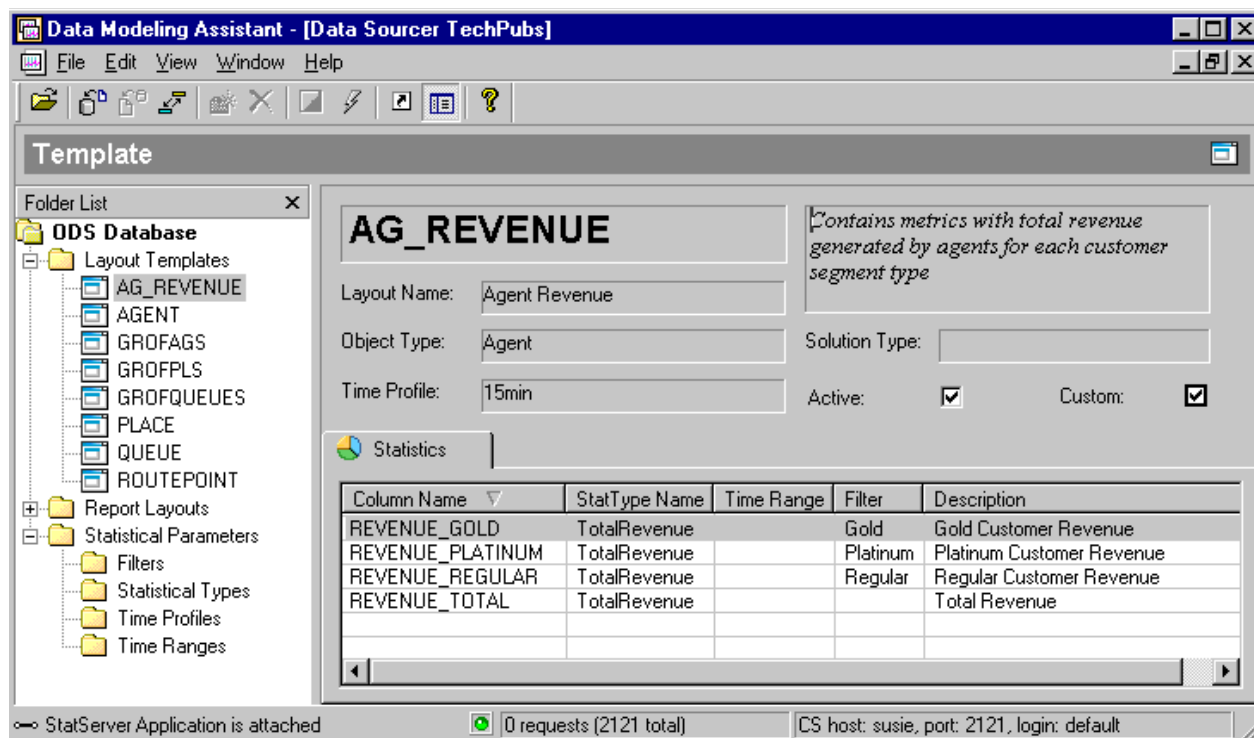 Data Modeling Assistant - [Data Sourcer TechPubs]
File Edit View Window Help
Template
Folder List
ODS Database
Layout Templates
AG_REVENUE
AGENT
GROFAGS
GROFPLS
GROFQUEUES
PLACE
QUEUE
ROUTEPOINT
Report Layouts
Statistical Parameters
Filters
Statistical Types
Time Profiles
Time Ranges
AG_REVENUE
Contains metrics with total revenue
generated by agents for each customer
segment type
Layout Name: Agent Revenue
Object Type: Agent
Solution Type:
Time Profile: 15min
Active: Custom:
Statistics
Column Name StatType Name Time Range Filter Description
REVENUE_GOLD TotalRevenue Gold Gold Customer Revenue
REVENUE_PLATINUM TotalRevenue Platinum Platinum Customer Revenue
REVENUE_REGULAR TotalRevenue Regular Regular Customer Revenue
REVENUE_TOTAL TotalRevenue Total Revenue
StatServer Application is attached 0 requests (2121 total) CS host: susie, port: 2121, login: default